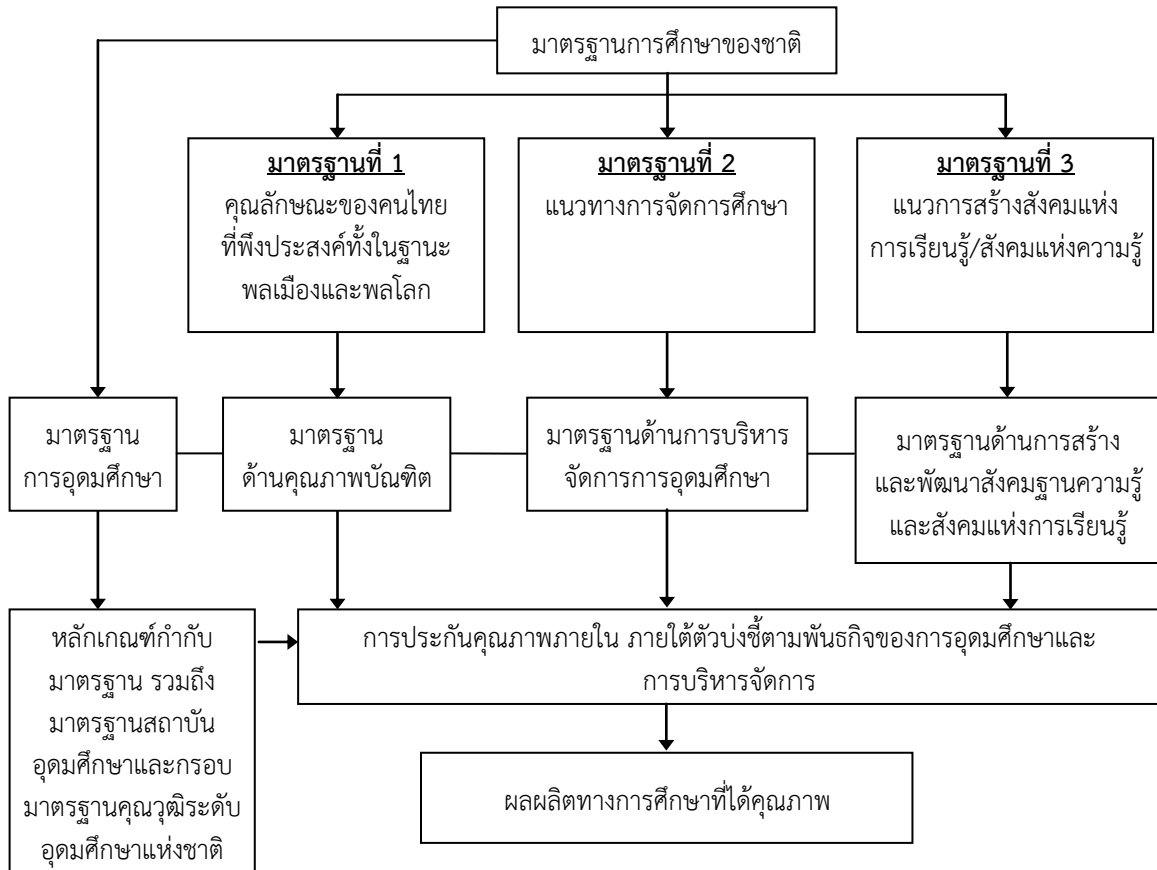 มาตรฐานการศึกษาของชาติ
มาตรฐานที่ 1
คุณลักษณะของคนไทย
ที่พึงประสงค์ทั้งในฐานะ
พลเมืองและพลโลก
มาตรฐานที่ 2
แนวทางการจัดการศึกษา
มาตรฐานที่ 3
แนวการสร้างสังคมแห่ง
การเรียนรู้/สังคมแห่งความรู้
มาตรฐาน
การอุดมศึกษา
มาตรฐาน
ด้านคุณภาพบัณฑิต
มาตรฐานด้านการบริหาร
จัดการการอุดมศึกษา
มาตรฐานด้านการสร้าง
และพัฒนาสังคมฐานความรู้
และสังคมแห่งการเรียนรู้
หลักเกณฑ์กำกับ
มาตรฐาน รวมถึง
มาตรฐานสถาบัน
อุดมศึกษาและกรอบ
มาตรฐานคุณวุฒิระดับ
อุดมศึกษาแห่งชาติ
การประกันคุณภาพภายใน ภายใต้ตัวบ่งชี้ตามพันธกิจของการอุดมศึกษาและ
การบริหารจัดการ
ผลผลิตทางการศึกษาที่ได้คุณภาพ